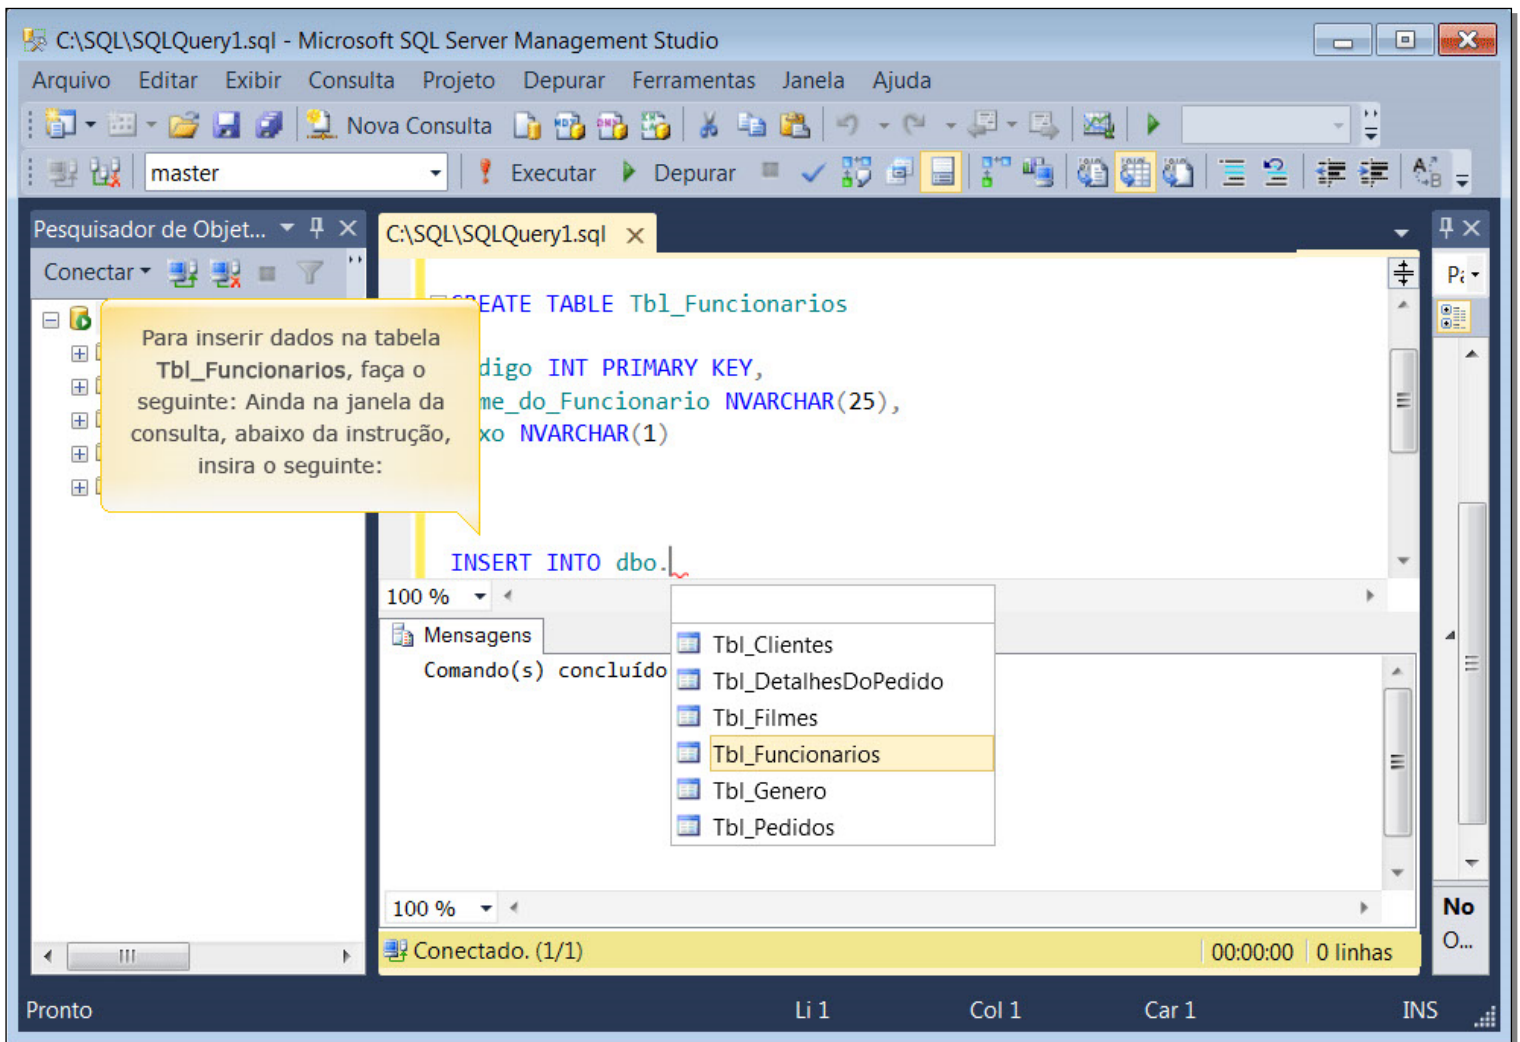 C:\SQL\SQLQuery1.sql - Microsoft SQL Server Management Studio
Arquivo Editar Exibir Consulta Projeto Depurar Ferramentas Janela Ajuda
Nova Consulta
master Executar Depurar
Pesquisador de Objet...
C:\SQL\SQLQuery1.sql
Conectar
Para inserir dados na tabela
Tbl_Funcionarios, faça o
seguinte: Ainda na janela da
consulta, abaixo da instrução,
insira o seguinte:
CREATE TABLE Tbl_Funcionarios
digo INT PRIMARY KEY,
me_do_Funcionario NVARCHAR(25),
xo NVARCHAR(1)
INSERT INTO dbo.
100 %
Mensagens
Comando(s) concluído
Tbl_Clientes
Tbl_DetalhesDoPedido
Tbl_Filmes
Tbl_Funcionarios
Tbl_Genero
Tbl_Pedidos
100 %
No
O...
Conectado. (1/1) 00:00:00 0 linhas
Pronto Li 1 Col 1 Car 1 INS